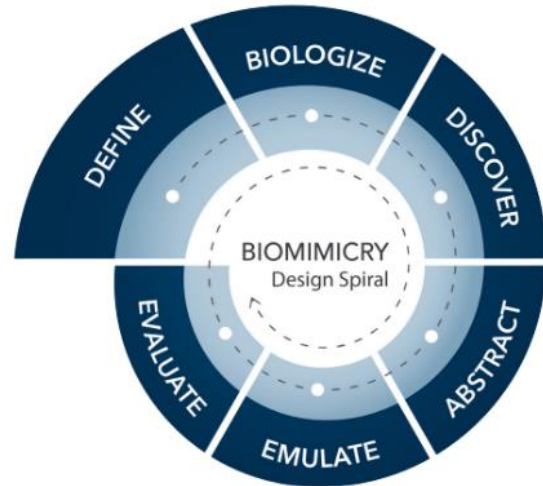 DEFINE
BIOLOGIZE
DISCOVER
ABSTRACT
EMULATE
EVALUATE
BIOMIMICRY
Design Spiral